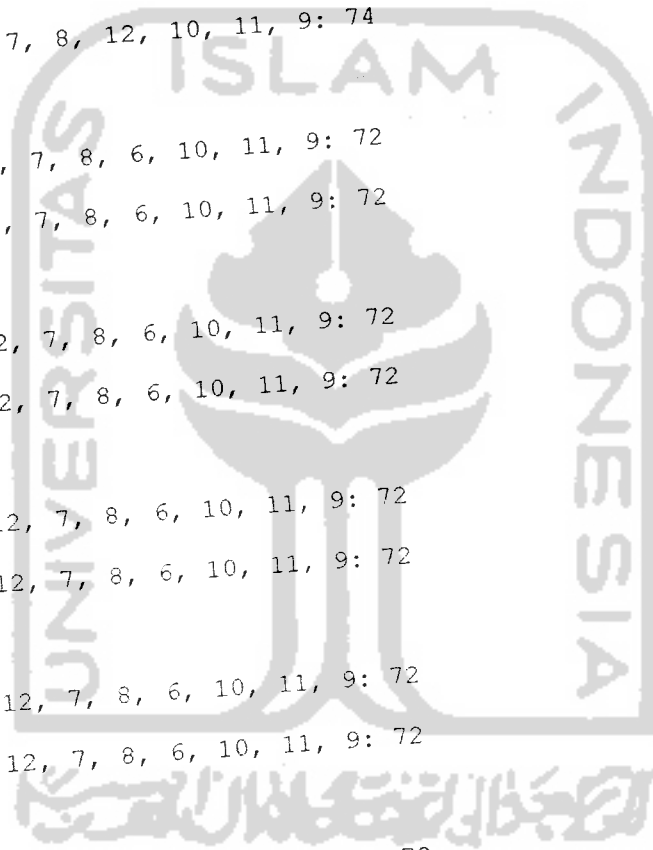 7, 8, 12, 10, 11, 9: 74
ISLAM
, 7, 8, 6, 10, 11, 9: 72
, 7, 8, 6, 10, 11, 9: 72
2, 7, 8, 6, 10, 11, 9: 72
2, 7, 8, 6, 10, 11, 9: 72
12, 7, 8, 6, 10, 11, 9: 72
12, 7, 8, 6, 10, 11, 9: 72
12, 7, 8, 6, 10, 11, 9: 72
12, 7, 8, 6, 10, 11, 9: 72
UNIVERSITAS
INDONESIA